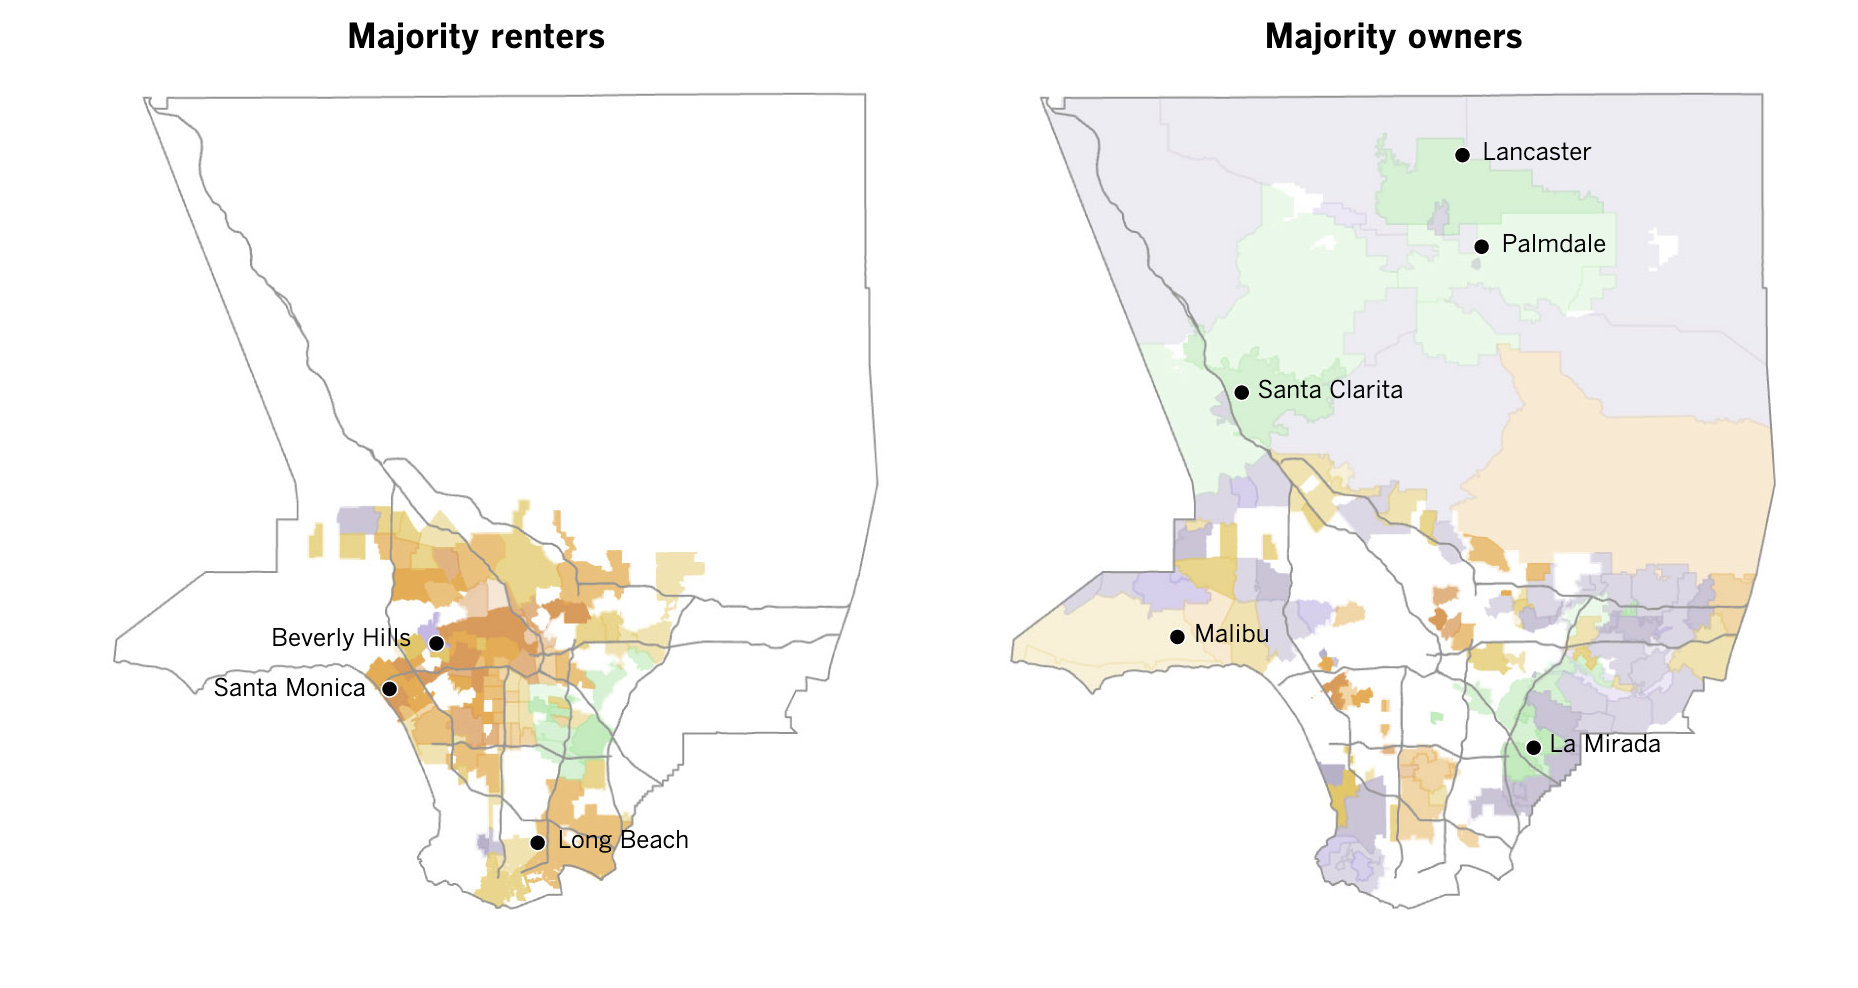 Majority renters
Majority owners
Lancaster
Palmdale
Santa Clarita
Beverly Hills
Malibu
Santa Monica
La Mirada
Long Beach